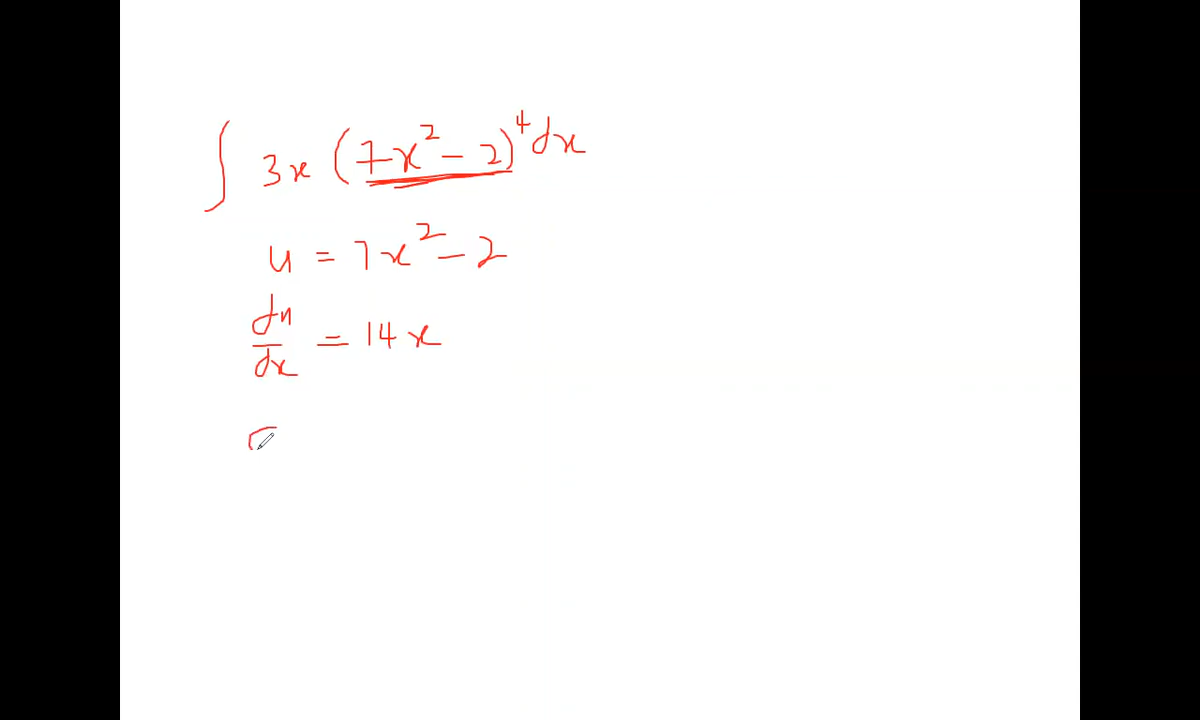 ∫ 3x (7x² - 2)⁴ dx
u = 7x² - 2
du/dx = 14x